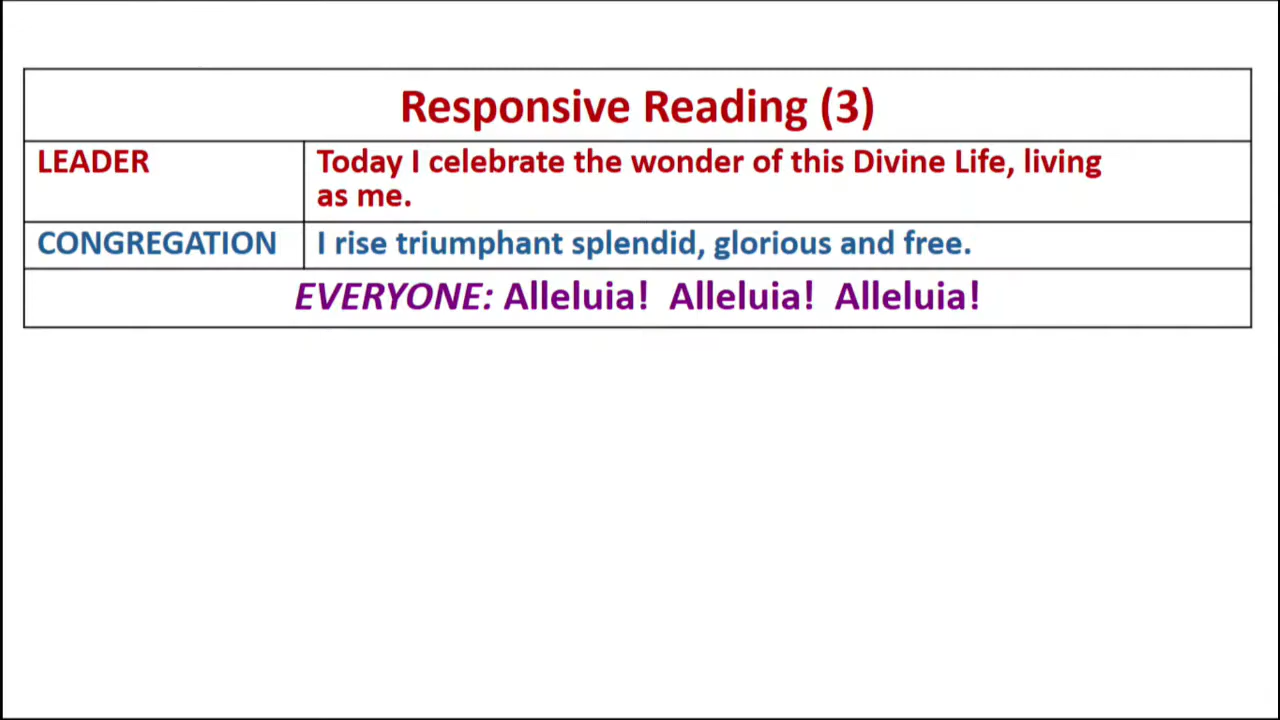 Responsive Reading (3)
LEADER
Today I celebrate the wonder of this Divine Life, living
as me.
CONGREGATION
I rise triumphant splendid, glorious and free.
EVERYONE: Alleluia! Alleluia! Alleluia!